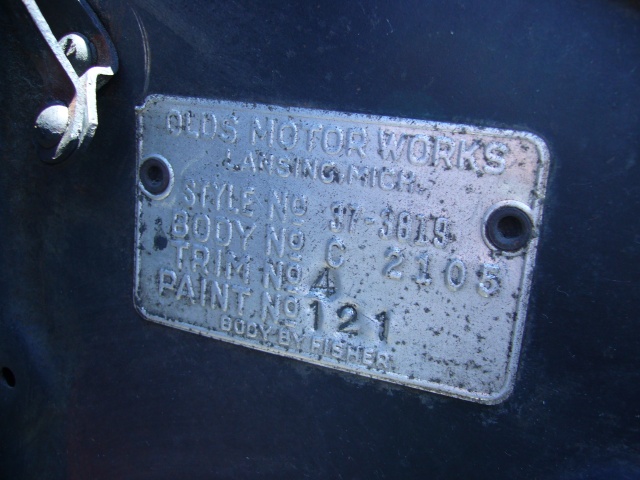 OLDS MOTOR WORKS
LANSING, MICH.
STYLE NO 37-3819
BODY NO C 2105
TRIM NO 4
PAINT NO 121
BODY BY FISHER